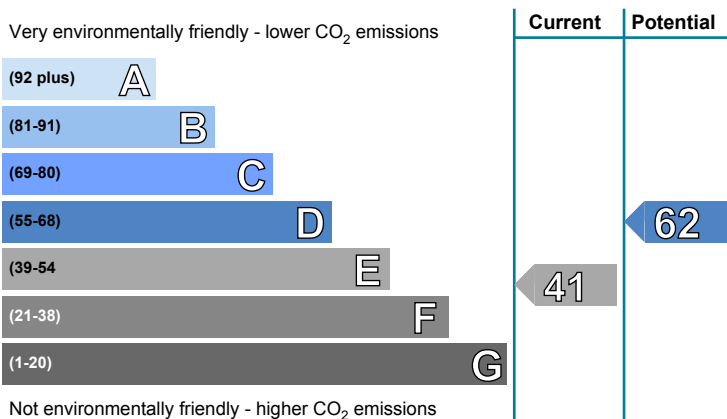 Very environmentally friendly - lower CO2 emissions
Current
Potential
(92 plus) A
(81-91) B
(69-80) C
(55-68) D
62
(39-54 E
41
(21-38) F
(1-20) G
Not environmentally friendly - higher CO2 emissions